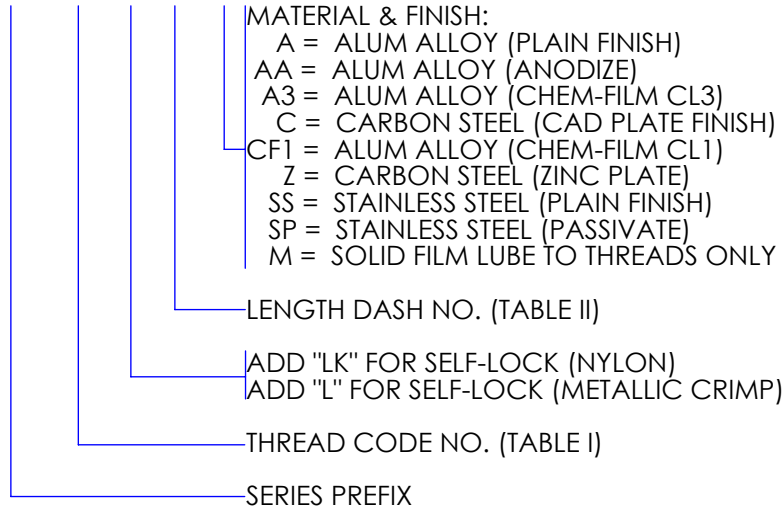 MATERIAL & FINISH:
A = ALUM ALLOY (PLAIN FINISH)
AA = ALUM ALLOY (ANODIZE)
A3 = ALUM ALLOY (CHEM-FILM CL3)
C = CARBON STEEL (CAD PLATE FINISH)
CF1 = ALUM ALLOY (CHEM-FILM CL1)
Z = CARBON STEEL (ZINC PLATE)
SS = STAINLESS STEEL (PLAIN FINISH)
SP = STAINLESS STEEL (PASSIVATE)
M = SOLID FILM LUBE TO THREADS ONLY
LENGTH DASH NO. (TABLE II)
ADD "LK" FOR SELF-LOCK (NYLON)
ADD "L" FOR SELF-LOCK (METALLIC CRIMP)
THREAD CODE NO. (TABLE I)
SERIES PREFIX